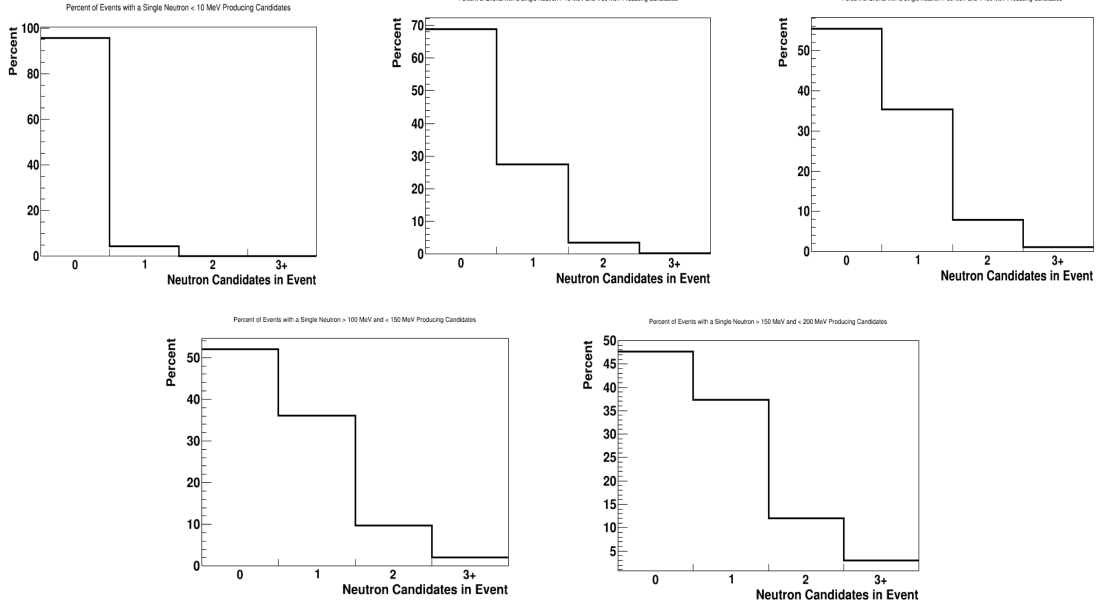 Percent of Events with a Single Neutron < 10 MeV Producing Candidates
Percent
100
80
60
40
20
0
0 1 2 3+
Neutron Candidates in Event
Percent
70
60
50
40
30
20
10
0
0 1 2 3+
Neutron Candidates in Event
Percent
50
40
30
20
10
0
0 1 2 3+
Neutron Candidates in Event
Percent of Events with a Single Neutron > 100 MeV and < 150 MeV Producing Candidates
Percent
50
40
30
20
10
0
0 1 2 3+
Neutron Candidates in Event
Percent of Events with a Single Neutron > 150 MeV and < 200 MeV Producing Candidates
Percent
50
45
40
35
30
25
20
15
10
5
0 1 2 3+
Neutron Candidates in Event